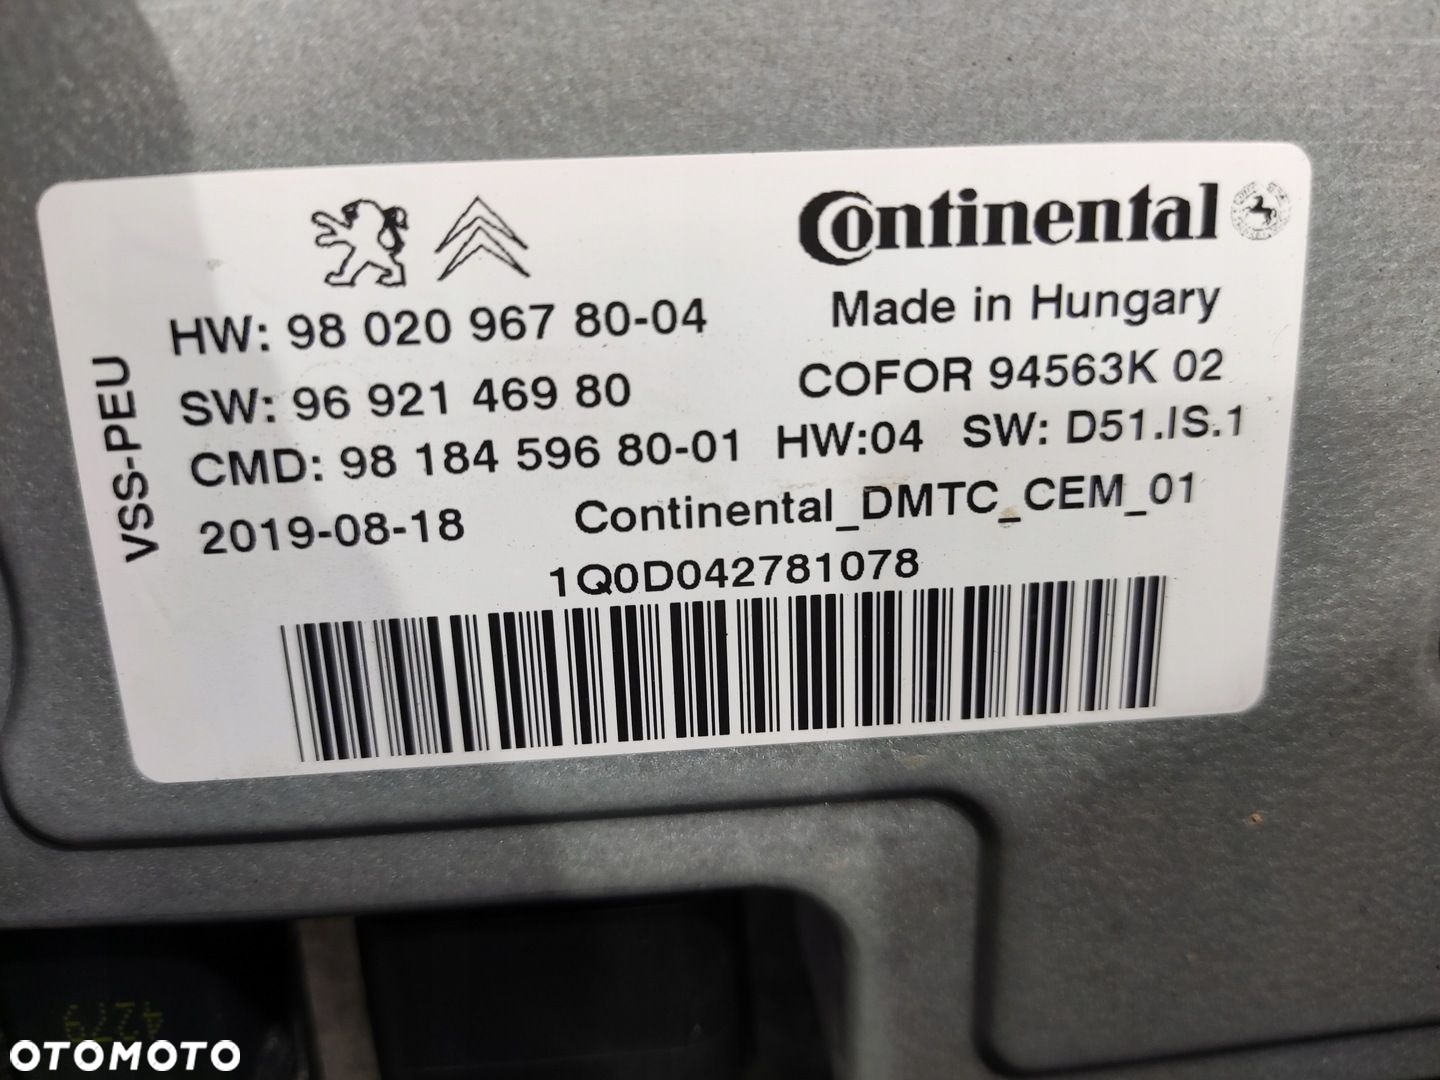 Continental
Made in Hungary
COFOR 94563K 02
VSS-PEU
HW: 98 020 967 80-04
SW: 96 921 469 80
CMD: 98 184 596 80-01 HW:04 SW: D51.IS.1
2019-08-18 Continental_DMTC_CEM_01
1Q0D042781078
4279
OTOMOTO